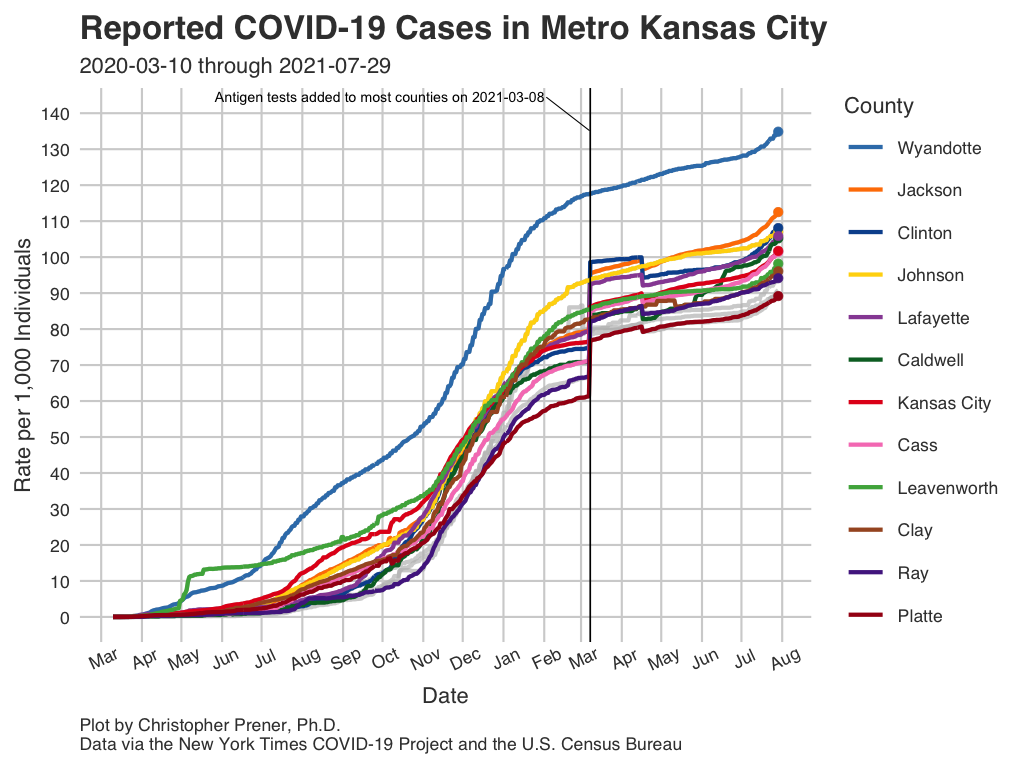 Reported COVID-19 Cases in Metro Kansas City
2020-03-10 through 2021-07-29
Antigen tests added to most counties on 2021-03-08
Rate per 1,000 Individuals
140
130
120
110
100
90
80
70
60
50
40
30
20
10
0
Mar Apr May Jun Jul Aug Sep Oct Nov Dec Jan Feb Mar Apr May Jun Jul Aug
Date
County
Wyandotte
Jackson
Clinton
Johnson
Lafayette
Caldwell
Kansas City
Cass
Leavenworth
Clay
Ray
Platte
Plot by Christopher Prener, Ph.D.
Data via the New York Times COVID-19 Project and the U.S. Census Bureau